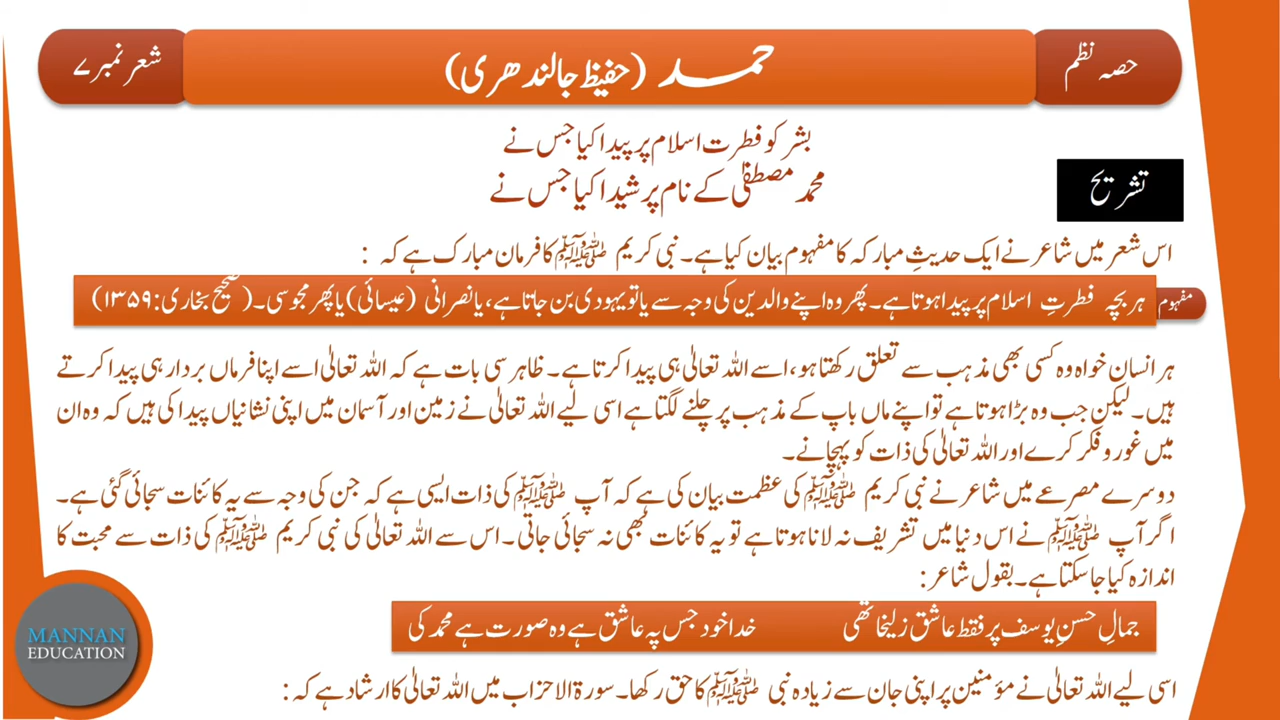 حصہ نظم
حمد (حفیظ جالندھری)
شعر نمبر ۷
بشر کو فطرت اسلام پر پیدا کیا جس نے
محمد مصطفیٰ کے نام پر شیدا کیا جس نے
تشریح
اس شعر میں شاعر نے ایک حدیثِ مبارکہ کا مفہوم بیان کیا ہے۔ نبی کریم ﷺ کا فرمان مبارک ہے کہ :
مفہوم
ہر بچہ فطرتِ اسلام پر پیدا ہوتا ہے۔ پھر وہ اپنے والدین کی وجہ سے یا تو یہودی بن جاتا ہے، یا نصرانی (عیسائی) یا پھر مجوسی۔ (صحیح بخاری: ۱۳۵۹)
ہر انسان خواہ وہ کسی بھی مذہب سے تعلق رکھتا ہو، اسے اللہ تعالیٰ ہی پیدا کرتا ہے۔ ظاہر سی بات ہے کہ اللہ تعالیٰ اسے اپنا فرماں بردار ہی پیدا کرتے
ہیں۔ لیکن جب وہ بڑا ہوتا ہے تو اپنے ماں باپ کے مذہب پر چلنے لگتا ہے اسی لیے اللہ تعالیٰ نے زمین اور آسمان میں اپنی نشانیاں پیدا کی ہیں کہ وہ ان
میں غور و فکر کرے اور اللہ تعالیٰ کی ذات کو پہچانے۔
دوسرے مصرعے میں شاعر نے نبی کریم ﷺ کی عظمت بیان کی ہے کہ آپ ﷺ کی ذات ایسی ہے کہ جن کی وجہ سے یہ کائنات سجائی گئی ہے۔
اگر آپ ﷺ نے اس دنیا میں تشریف نہ لانا ہوتا ہے تو یہ کائنات بھی نہ سجائی جاتی۔ اس سے اللہ تعالیٰ کی نبی کریم ﷺ کی ذات سے محبت کا
اندازہ کیا جا سکتا ہے۔ بقول شاعر :
جمالِ حسنِ یوسف پر فقط عاشق زلیخا تھی خدا خود جس پہ عاشق ہے وہ صورت ہے محمد کی
اسی لیے اللہ تعالیٰ نے مؤمنین پر اپنی جان سے زیادہ نبی ﷺ کا حق رکھا۔ سورۃ الاحزاب میں اللہ تعالیٰ کا ارشاد ہے کہ :
MANNAN
EDUCATION